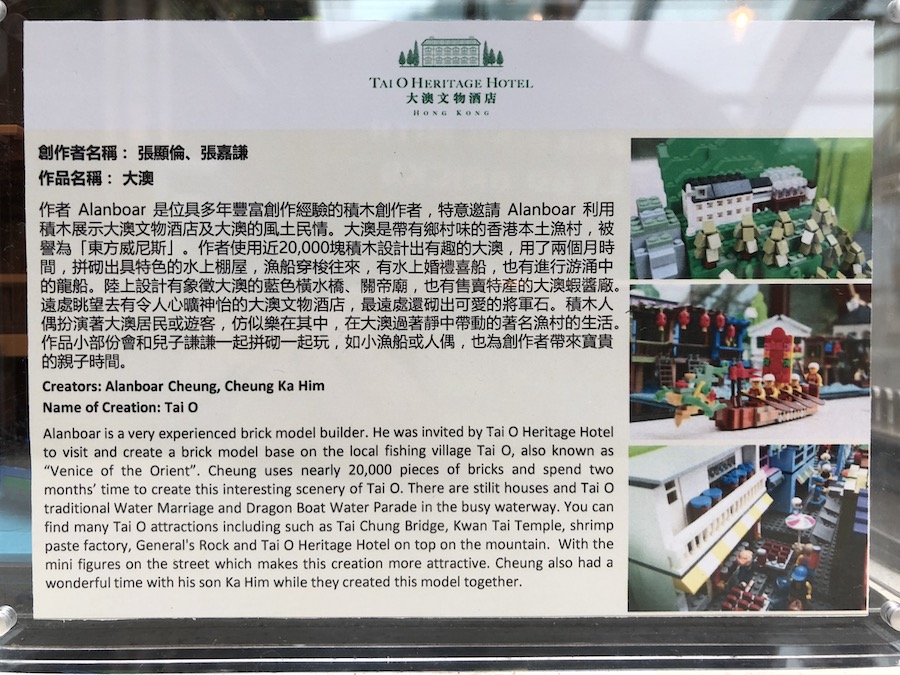 TAI O HERITAGE HOTEL
大澳文物酒店
HONG KONG
創作者名稱： 張顯倫、張嘉謙
作品名稱： 大澳
作者 Alanboar 是位具多年豐富創作經驗的積木創作者，特意邀請 Alanboar 利用
積木展示大澳文物酒店及大澳的風土民情。大澳是帶有鄉村味的香港本土漁村，被
譽為「東方威尼斯」。作者使用近20,000塊積木設計出有趣的大澳，用了兩個月時
間，拼砌出具特色的水上棚屋，漁船穿梭往來，有水上婚禮喜船，也有進行游涌中
的龍船。陸上設計有象徵大澳的藍色橫水橋、關帝廟，也有售賣特產的大澳蝦醬廠。
遠處眺望去有令人心曠神怡的大澳文物酒店，最遠處還砌出可愛的將軍石。積木人
偶扮演著大澳居民或遊客，仿似樂在其中，在大澳過著靜中帶動的著名漁村的生活。
作品小部份會和兒子謙謙一起拼砌一起玩，如小漁船或人偶，也為創作者帶來寶貴
的親子時間。
Creators: Alanboar Cheung, Cheung Ka Him
Name of Creation: Tai O
Alanboar is a very experienced brick model builder. He was invited by Tai O Heritage Hotel
to visit and create a brick model base on the local fishing village Tai O, also known as
“Venice of the Orient”. Cheung uses nearly 20,000 pieces of bricks and spend two
months’ time to create this interesting scenery of Tai O. There are stilit houses and Tai O
traditional Water Marriage and Dragon Boat Water Parade in the busy waterway. You can
find many Tai O attractions including such as Tai Chung Bridge, Kwan Tai Temple, shrimp
paste factory, General's Rock and Tai O Heritage Hotel on top on the mountain.  With the
mini figures on the street which makes this creation more attractive. Cheung also had a
wonderful time with his son Ka Him while they created this model together.